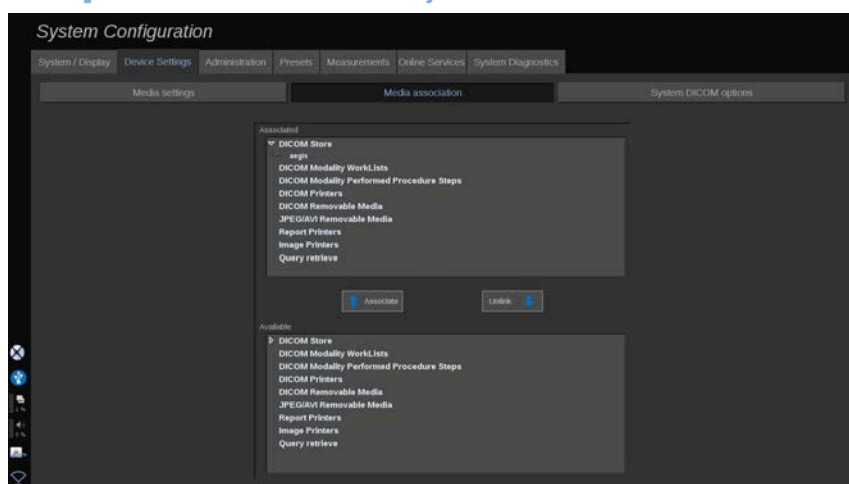 System Configuration
System / Display Device Settings Administration Presets Measurements Online Services System Diagnostics
Media settings Media association System DICOM options
Associated
DICOM Store
aegis
DICOM Modality WorkLists
DICOM Modality Performed Procedure Steps
DICOM Printers
DICOM Removable Media
JPEG/AVI Removable Media
Report Printers
Image Printers
Query retrieve
Associate Unlink
Available
DICOM Store
DICOM Modality WorkLists
DICOM Modality Performed Procedure Steps
DICOM Printers
DICOM Removable Media
JPEG/AVI Removable Media
Report Printers
Image Printers
Query retrieve